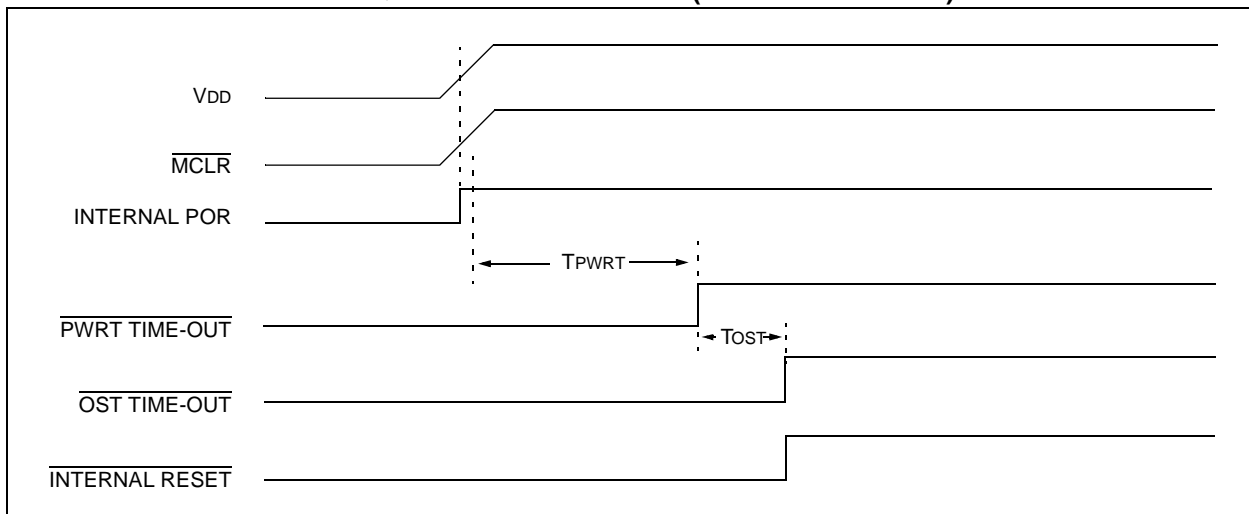 VDD
MCLR
INTERNAL POR
TPWRT
PWRT TIME-OUT
TOST
OST TIME-OUT
INTERNAL RESET